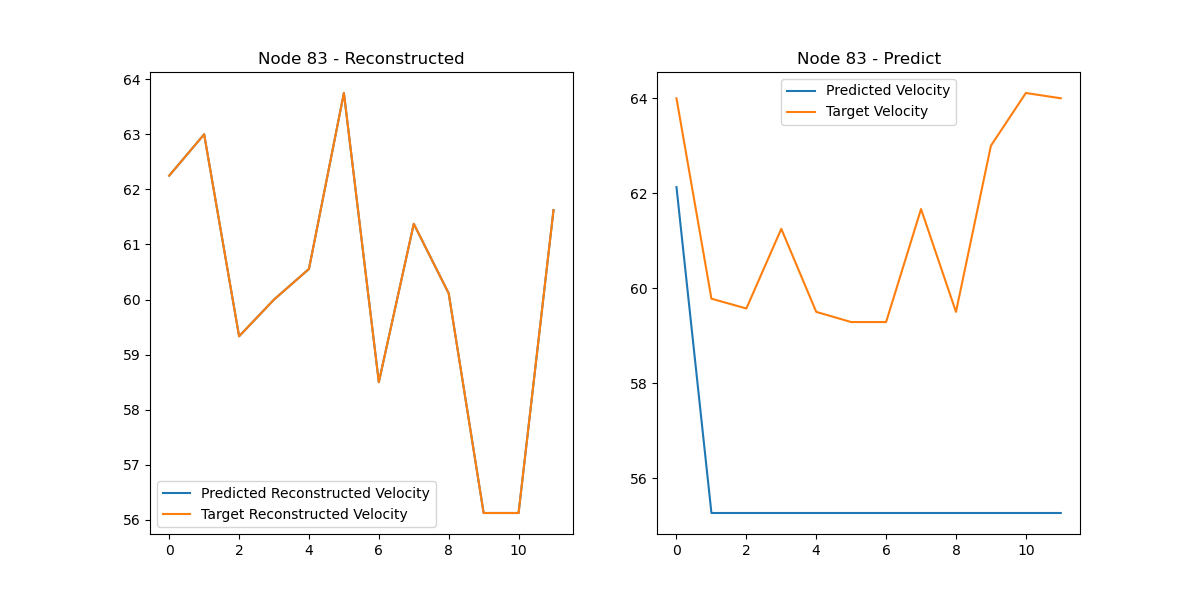 Node 83 - Reconstructed
64
63
62
61
60
59
58
57
56
Predicted Reconstructed Velocity
Target Reconstructed Velocity
0 2 4 6 8 10
Node 83 - Predict
Predicted Velocity
Target Velocity
64
62
60
58
56
0 2 4 6 8 10